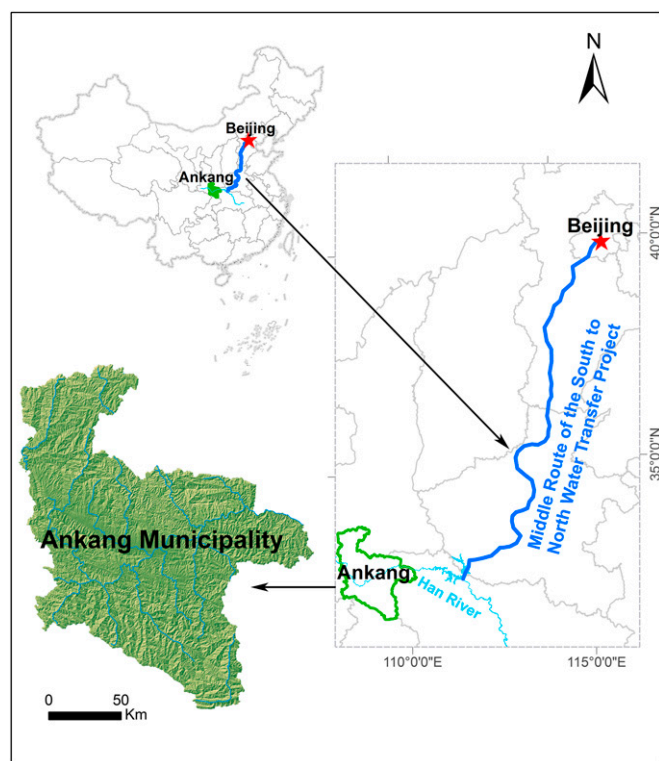 N
Beijing
Ankang
Beijing
40°0'0"N
Middle Route of the South to
North Water Transfer Project
35°0'0"N
Ankang Municipality
Ankang
Han River
110°0'0"E
115°0'0"E
0
50
Km